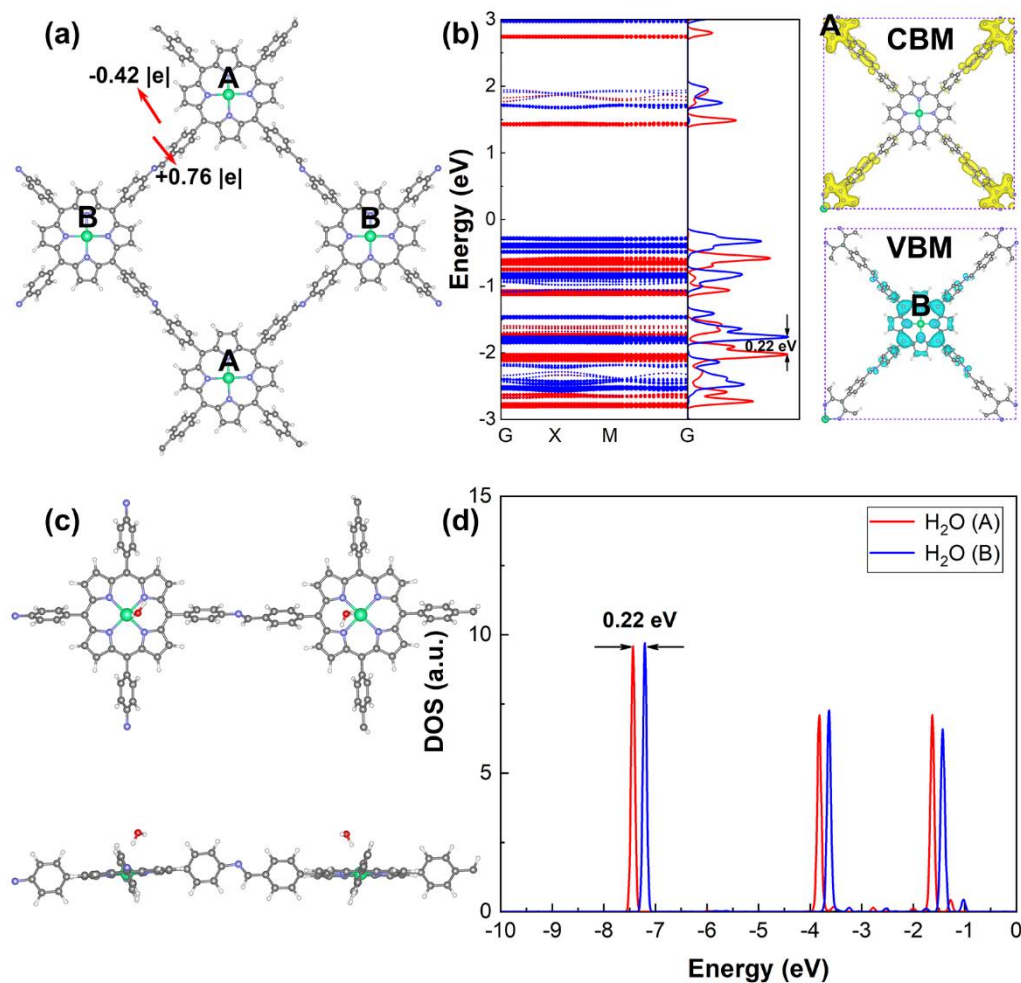 (a)
-0.42 |e|
+0.76 |e|
A
B
B
A
(b)
Energy (eV)
3
2
1
0
-1
-2
-3
G
X
M
G
0.22 eV
A
CBM
VBM
B
(c)
(d)
DOS (a.u.)
15
10
5
0
H₂O (A)
H₂O (B)
0.22 eV
-10
-9
-8
-7
-6
-5
-4
-3
-2
-1
0
Energy (eV)